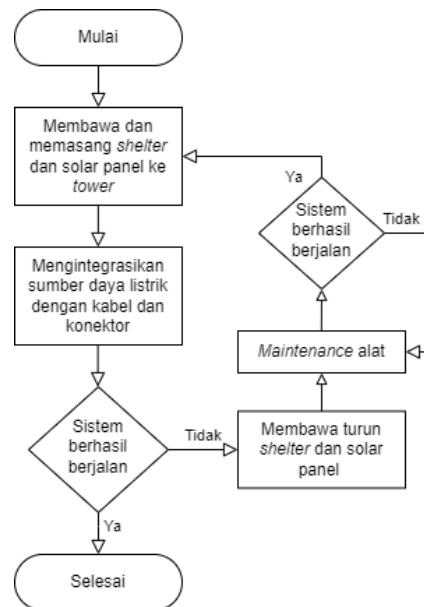 Mulai
Membawa dan
memasang shelter
dan solar panel ke
tower
Mengintegrasikan
sumber daya listrik
dengan kabel dan
konektor
Sistem
berhasil
berjalan
Ya
Tidak
Selesai
Membawa turun
shelter dan solar
panel
Maintenance alat
Sistem
berhasil
berjalan
Ya
Tidak